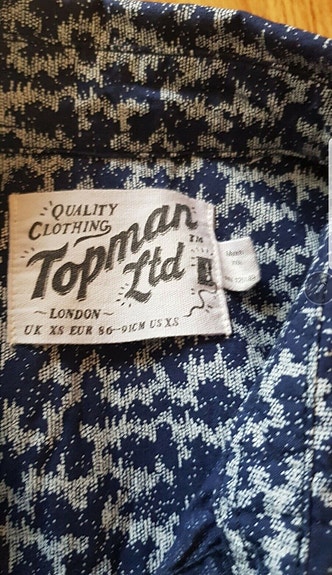 QUALITY
CLOTHING
Topman TM
Ltd
~LONDON~
UK XS EUR 86-91CM US XS